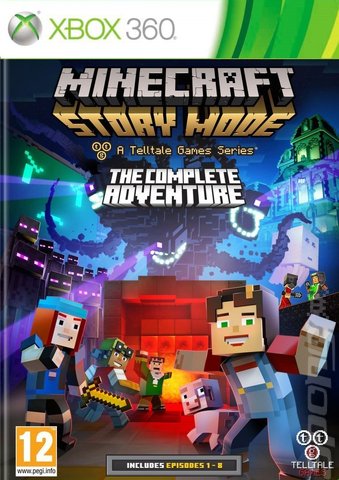 XBOX 360
MINECRAFT
STORY MODE
A Telltale Games Series
THE COMPLETE
ADVENTURE
12
www.pegi.info
INCLUDES EPISODES 1 - 8
tt
TELLTALE
GAMES